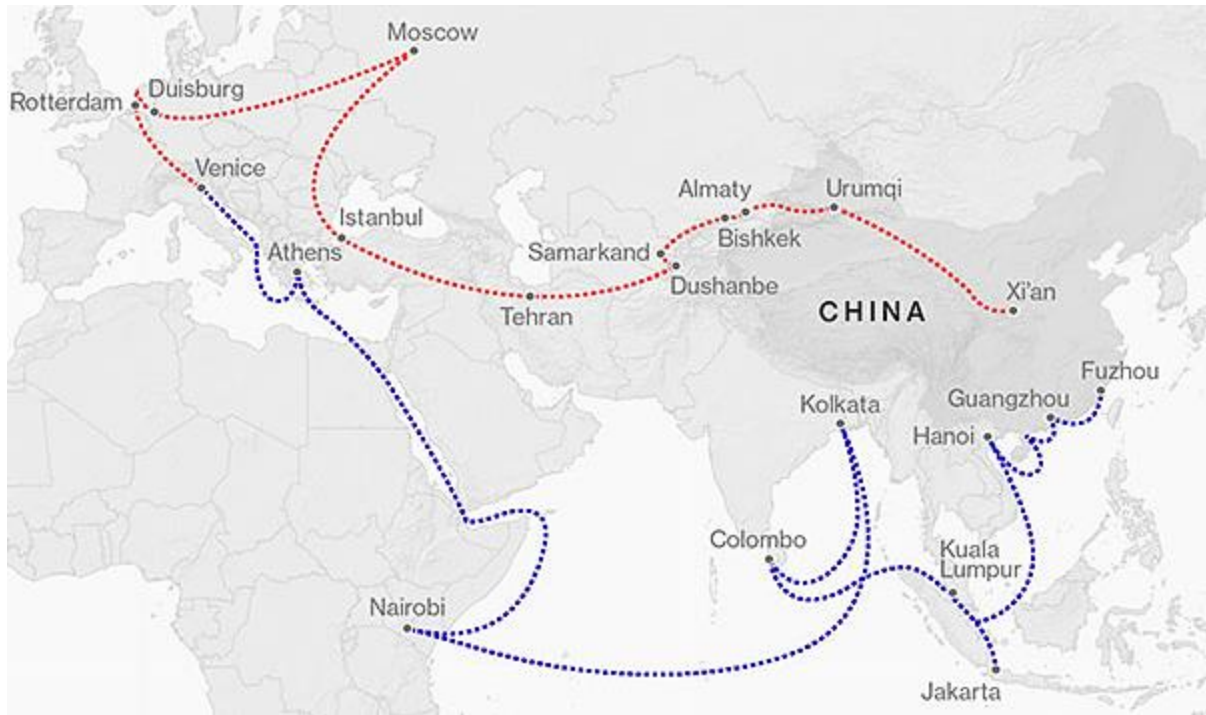 Moscow
Duisburg
Rotterdam
Venice
Almaty
Urumqi
Istanbul
Bishkek
Athens
Samarkand
Dushanbe
Xi'an
CHINA
Tehran
Fuzhou
Kolkata
Guangzhou
Hanoi
Colombo
Kuala
Lumpur
Nairobi
Jakarta